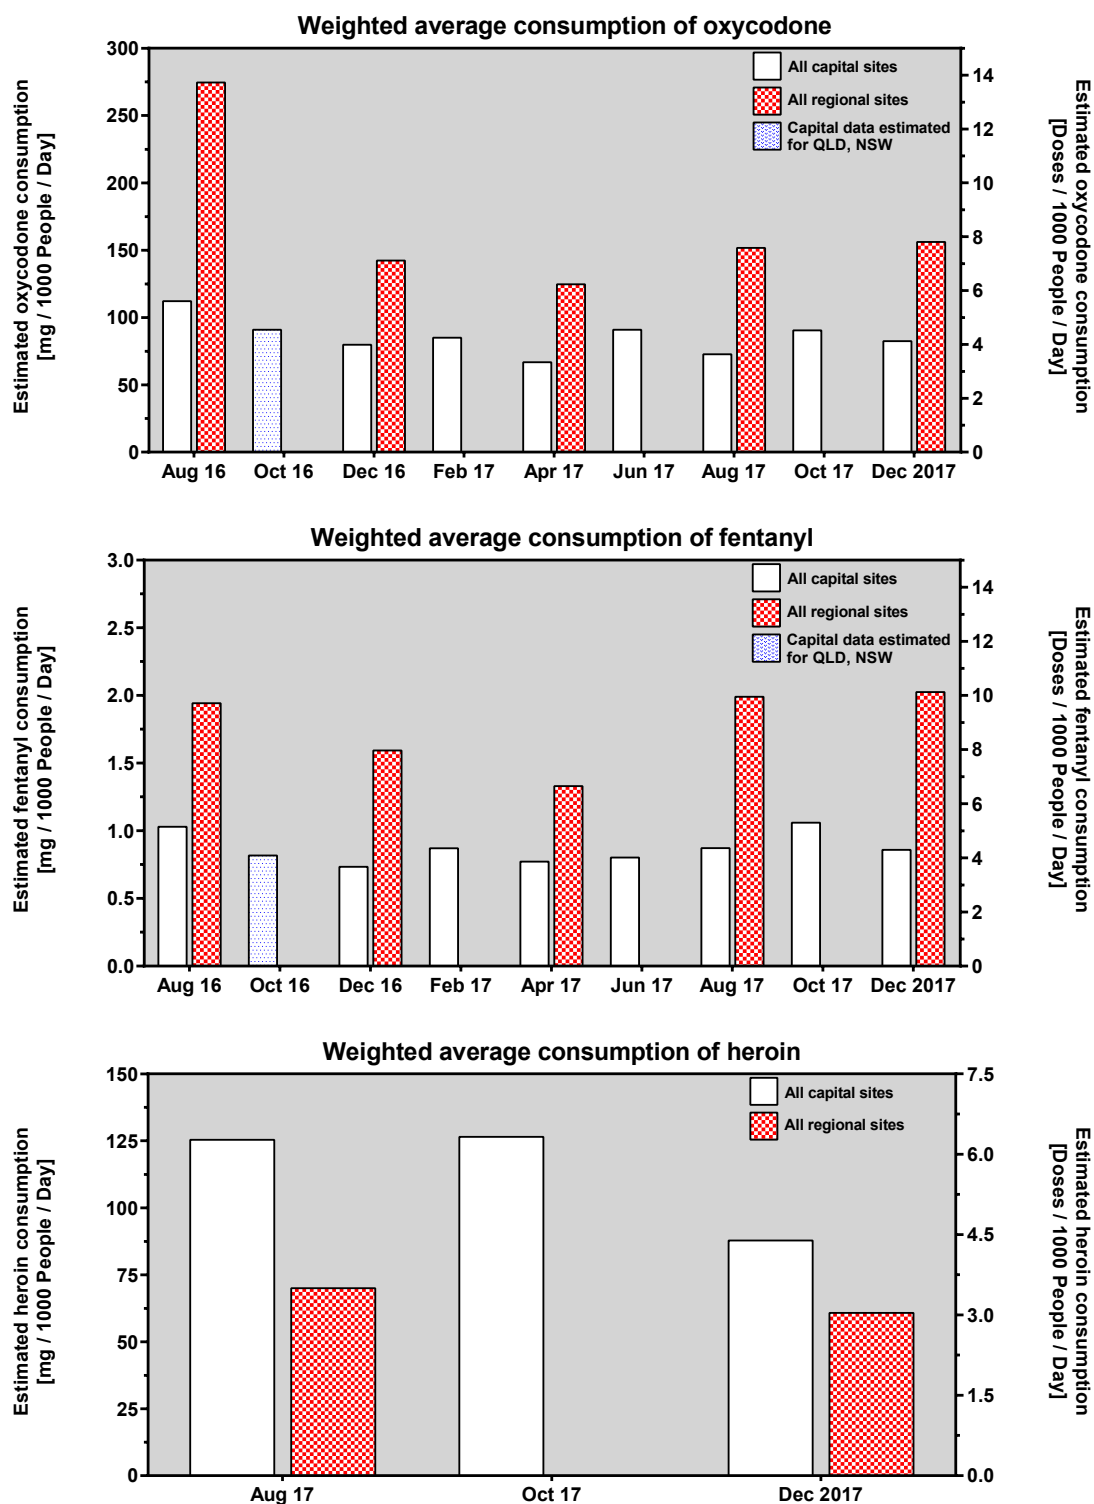 Weighted average consumption of oxycodone
Estimated oxycodone consumption
[mg / 1000 People / Day]
300
250
200
150
100
50
0
All capital sites
All regional sites
Capital data estimated
for QLD, NSW
14
12
10
8
6
4
2
0
Estimated oxycodone consumption
[Doses / 1000 People / Day]
Aug 16 Oct 16 Dec 16 Feb 17 Apr 17 Jun 17 Aug 17 Oct 17 Dec 2017
Weighted average consumption of fentanyl
Estimated fentanyl consumption
[mg / 1000 People / Day]
3.0
2.5
2.0
1.5
1.0
0.5
0.0
All capital sites
All regional sites
Capital data estimated
for QLD, NSW
14
12
10
8
6
4
2
0
Estimated fentanyl consumption
[Doses / 1000 People / Day]
Aug 16 Oct 16 Dec 16 Feb 17 Apr 17 Jun 17 Aug 17 Oct 17 Dec 2017
Weighted average consumption of heroin
Estimated heroin consumption
[mg / 1000 People / Day]
150
125
100
75
50
25
0
All capital sites
All regional sites
7.5
6.0
4.5
3.0
1.5
0.0
Estimated heroin consumption
[Doses / 1000 People / Day]
Aug 17 Oct 17 Dec 2017